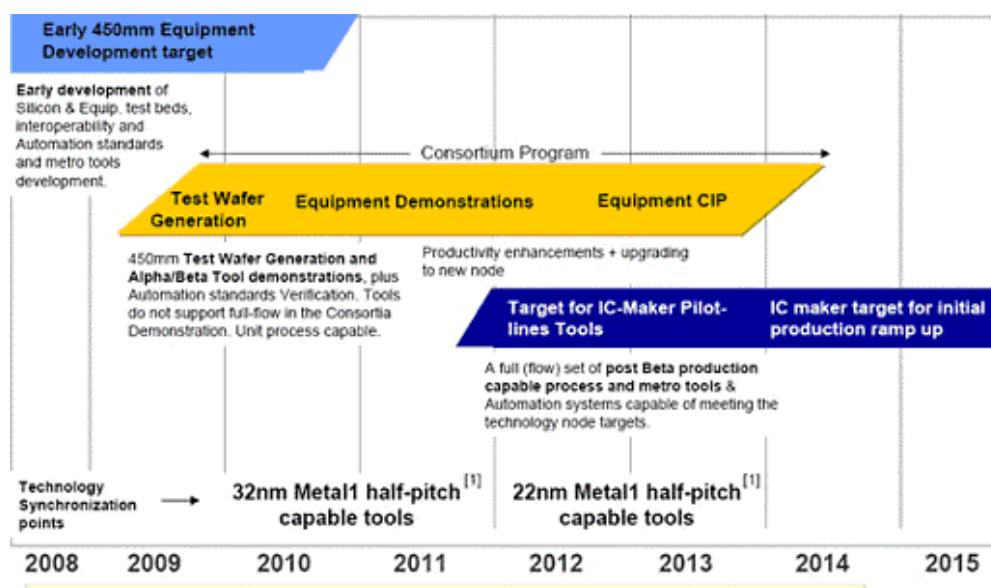 Early 450mm Equipment
Development target
Early development of
Silicon & Equip. test beds,
interoperability and
Automation standards
and metro tools
development.
Consortium Program
Test Wafer
Generation
Equipment Demonstrations
Equipment CIP
450mm Test Wafer Generation and
Alpha/Beta Tool demonstrations, plus
Automation standards Verification. Tools
do not support full-flow in the Consortia
Demonstration. Unit process capable.
Productivity enhancements + upgrading
to new node
Target for IC-Maker Pilot-
lines Tools
IC maker target for initial
production ramp up
A full (flow) set of post Beta production
capable process and metro tools &
Automation systems capable of meeting the
technology node targets.
Technology
Synchronization
points
32nm Metal1 half-pitch[1]
capable tools
22nm Metal1 half-pitch[1]
capable tools
2008 2009 2010 2011 2012 2013 2014 2015